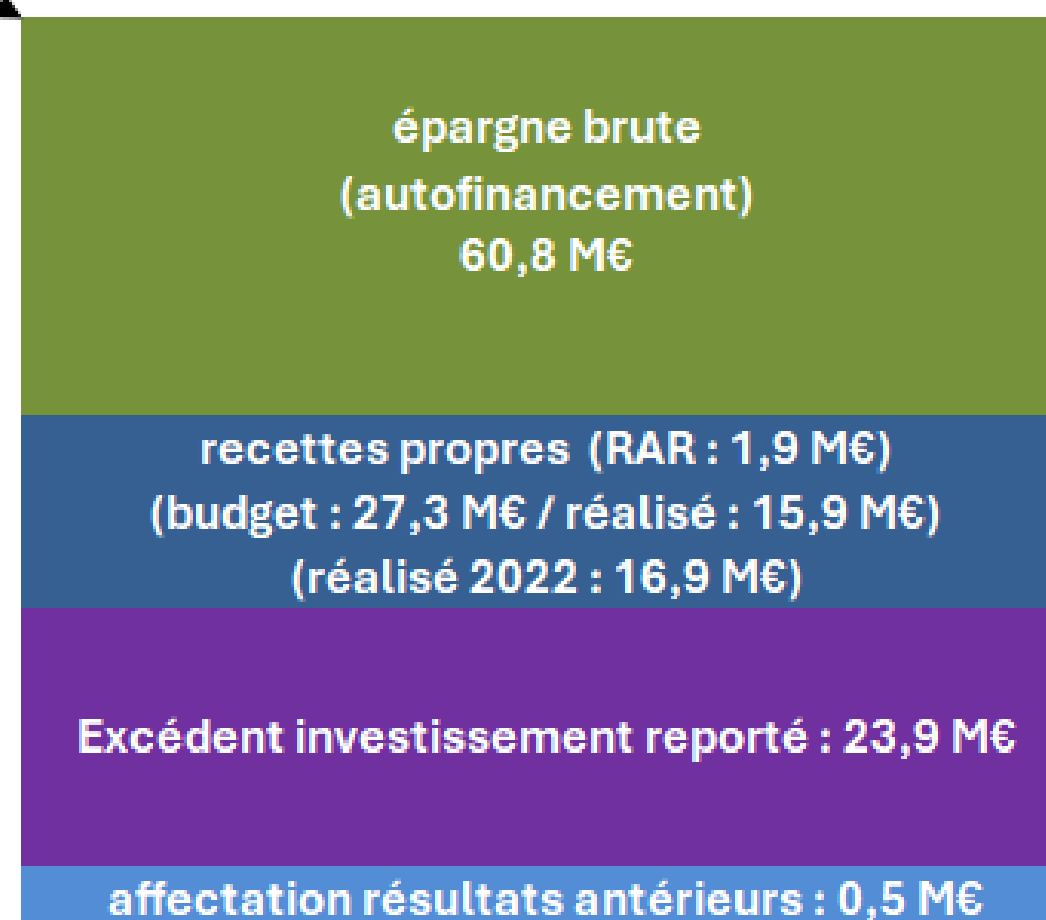 épargne brute
(autofinancement)
60,8 M€
recettes propres (RAR : 1,9 M€)
(budget : 27,3 M€ / réalisé : 15,9 M€)
(réalisé 2022 : 16,9 M€)
Excédent investissement reporté : 23,9 M€
affectation résultats antérieurs : 0,5 M€